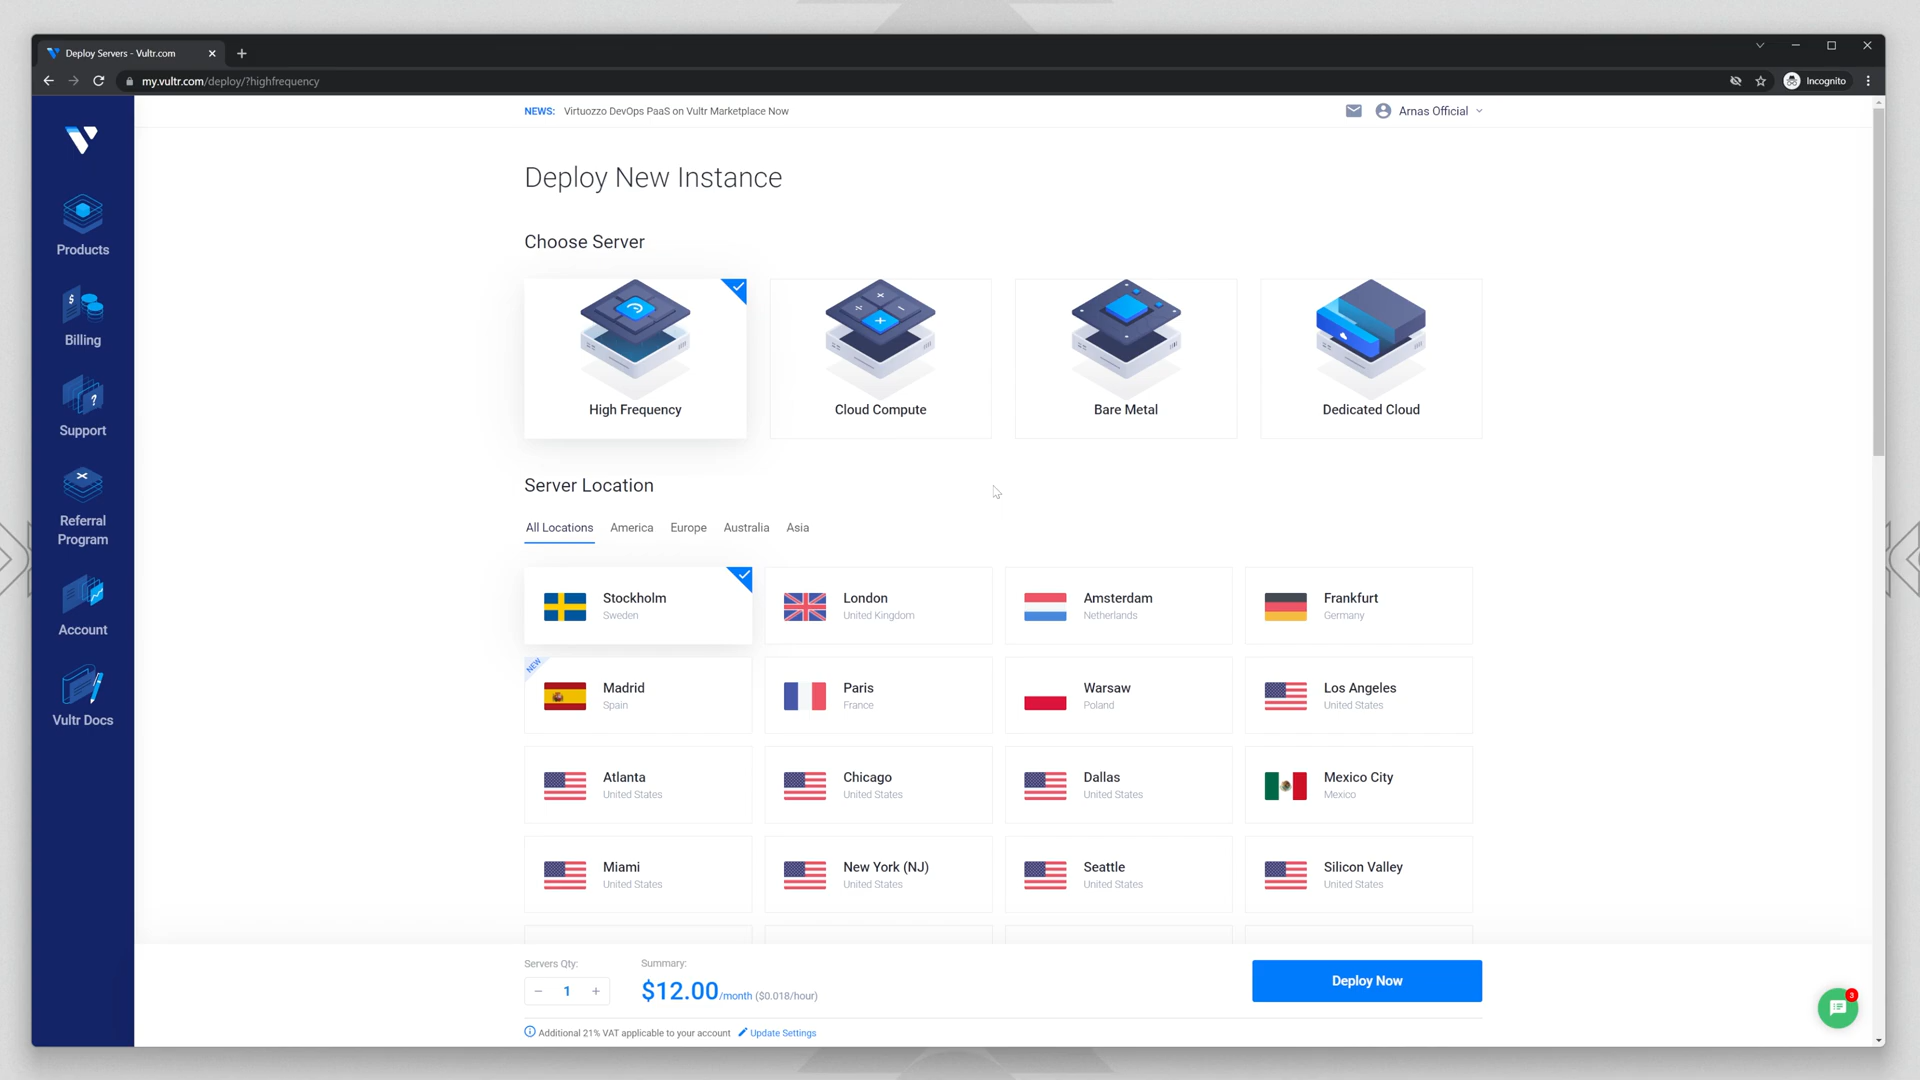 Deploy Servers - Vultr.com
my.vultr.com/deploy/?highfrequency
Incognito
NEWS: Virtuozzo DevOps PaaS on Vultr Marketplace Now
Arnas Official
Products
Billing
Support
Referral
Program
Account
Vultr Docs
Deploy New Instance
Choose Server
High Frequency
Cloud Compute
Bare Metal
Dedicated Cloud
Server Location
All Locations
America
Europe
Australia
Asia
Stockholm
Sweden
London
United Kingdom
Amsterdam
Netherlands
Frankfurt
Germany
NEW
Madrid
Spain
Paris
France
Warsaw
Poland
Los Angeles
United States
Atlanta
United States
Chicago
United States
Dallas
United States
Mexico City
Mexico
Miami
United States
New York (NJ)
United States
Seattle
United States
Silicon Valley
United States
Servers Qty:
− 1 +
Summary:
$12.00/month ($0.018/hour)
Deploy Now
Additional 21% VAT applicable to your account
Update Settings
3